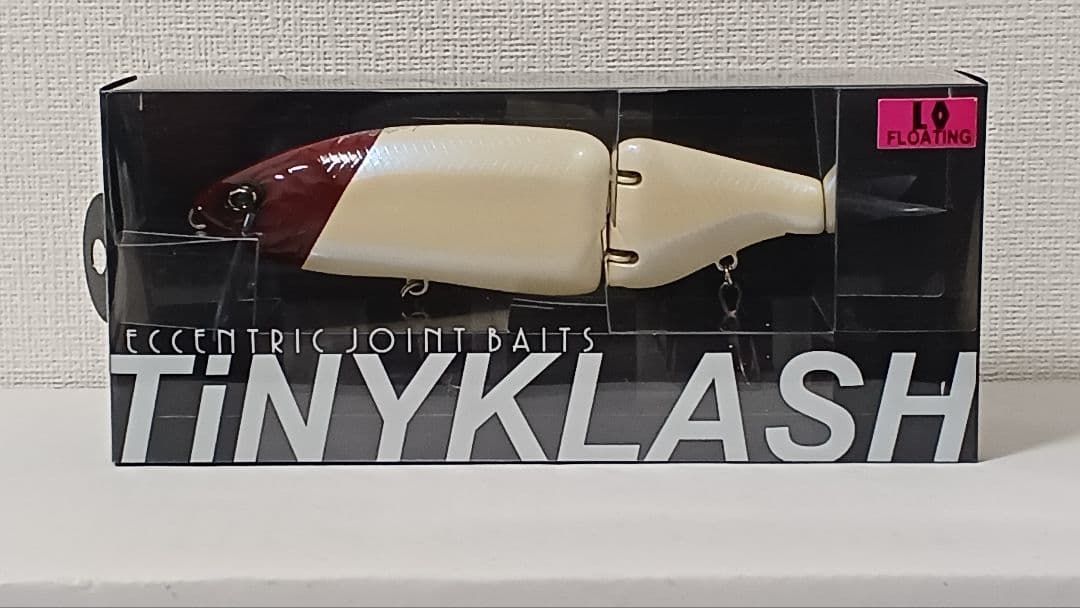 LO
FLOATING
ECCENTRIC JOINT BAITS
TiNYKLASH